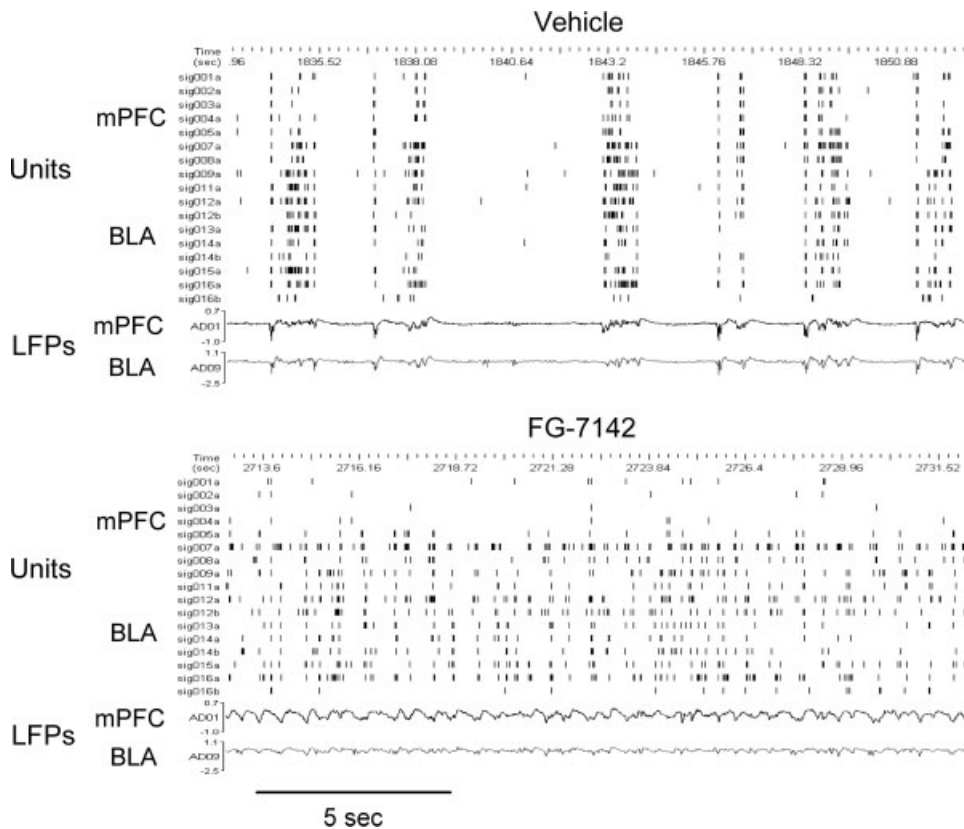 Vehicle
Time
(sec)
.96 1835.52 1838.08 1840.64 1843.2 1845.76 1848.32 1850.88
sig001a
sig002a
mPFC
sig003a
sig004a
sig005a
sig007a
Units
sig008a
sig009a
sig011a
sig012a
sig012b
BLA
sig013a
sig014a
sig014b
sig015a
sig016a
sig016b
LFPs
mPFC
0.7
AD01
-1.0
BLA
1.1
AD09
-2.5
FG-7142
Time
(sec)
2713.6 2716.16 2718.72 2721.28 2723.84 2726.4 2728.96 2731.52
sig001a
sig002a
mPFC
sig003a
sig004a
sig005a
sig007a
Units
sig008a
sig009a
sig011a
sig012a
sig012b
BLA
sig013a
sig014a
sig014b
sig015a
sig016a
sig016b
LFPs
mPFC
0.7
AD01
-1.0
BLA
1.1
AD09
-2.5
5 sec